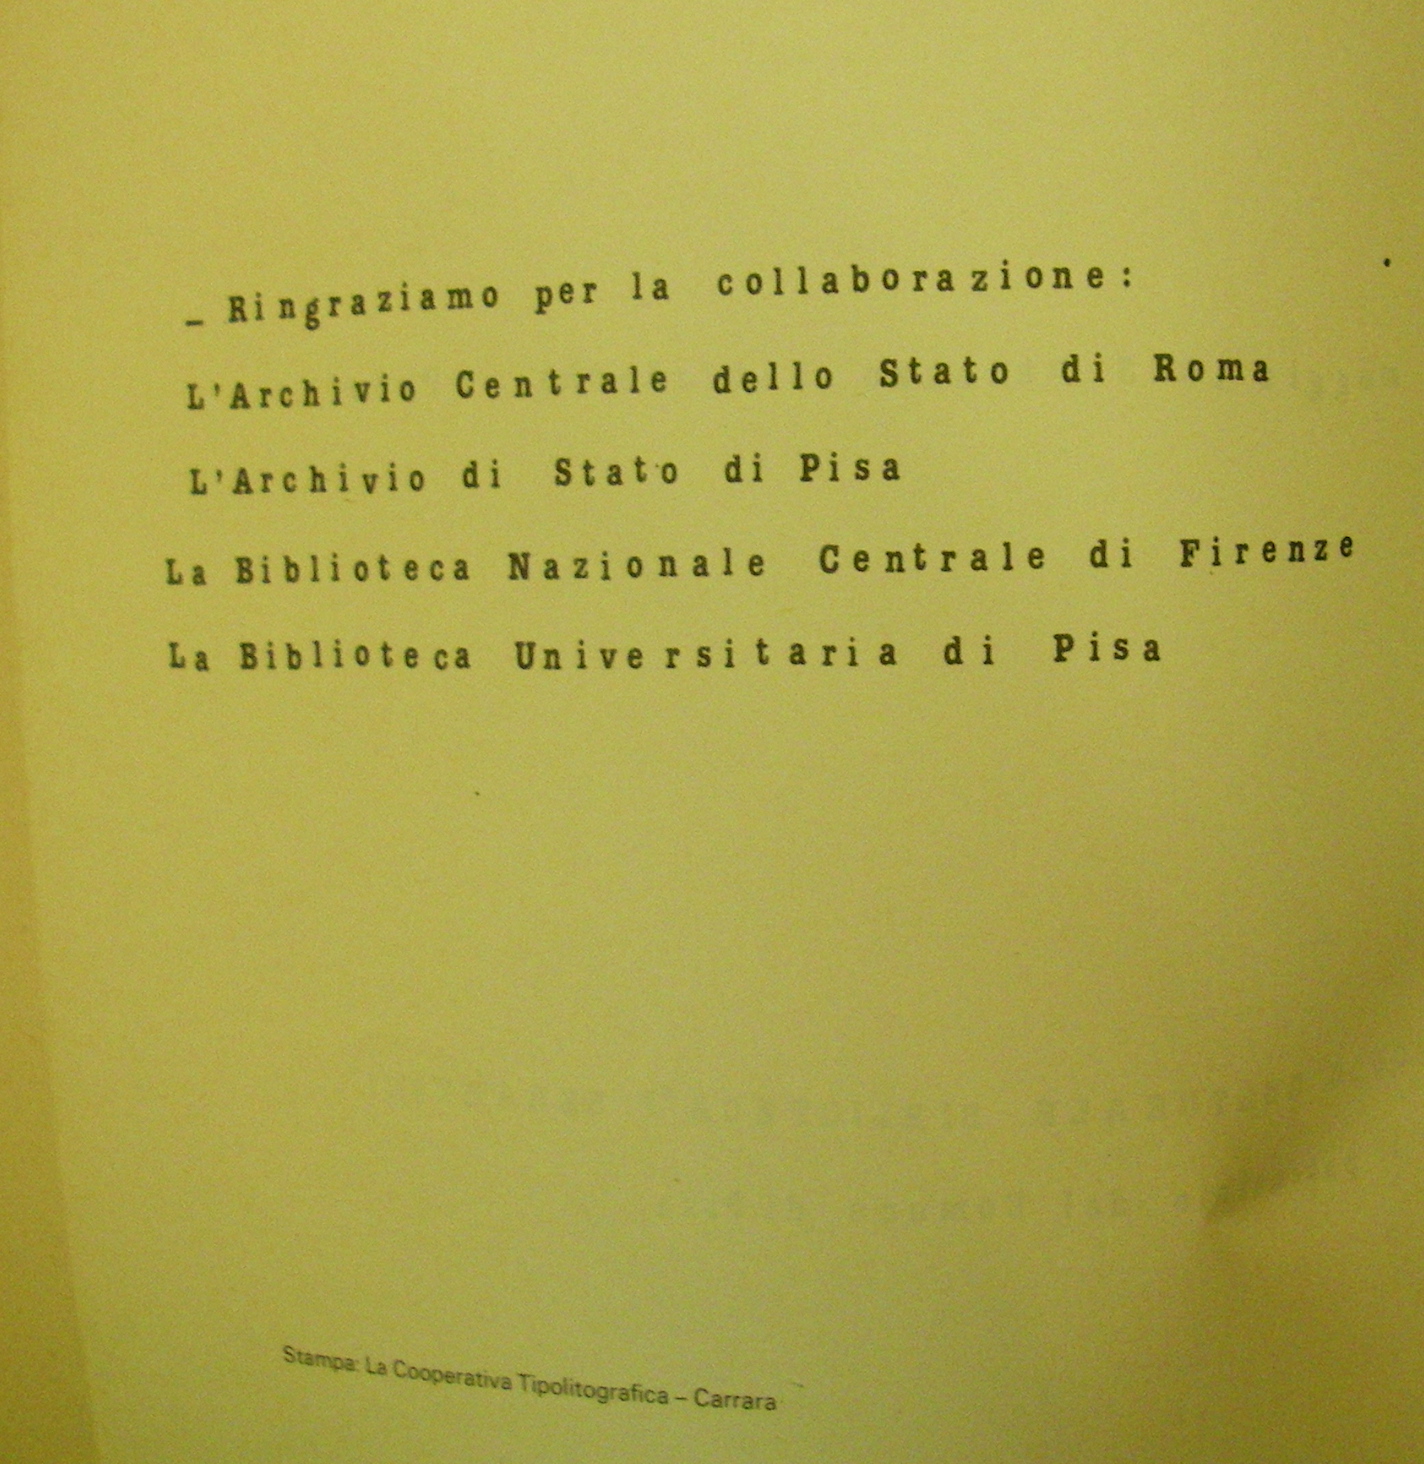 _ Ringraziamo per la collaborazione:
L'Archivio Centrale dello Stato di Roma
L'Archivio di Stato di Pisa
La Biblioteca Nazionale Centrale di Firenze
La Biblioteca Universitaria di Pisa
Stampa: La Cooperativa Tipolitografica – Carrara